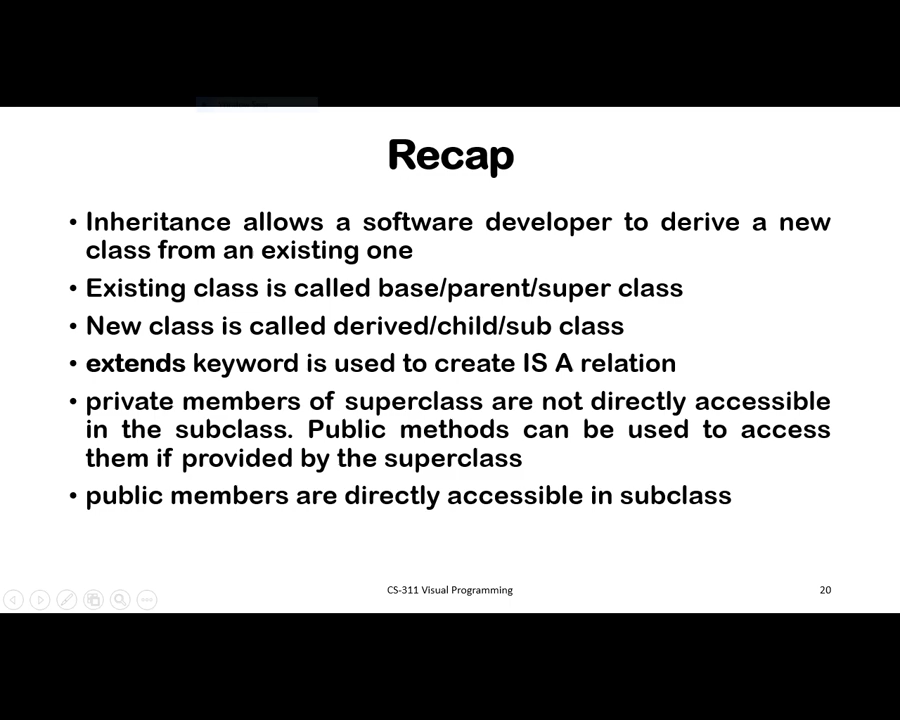 Recap
• Inheritance allows a software developer to derive a new
class from an existing one
• Existing class is called base/parent/super class
• New class is called derived/child/sub class
• extends keyword is used to create IS A relation
• private members of superclass are not directly accessible
in the subclass. Public methods can be used to access
them if provided by the superclass
• public members are directly accessible in subclass
CS-311 Visual Programming
20